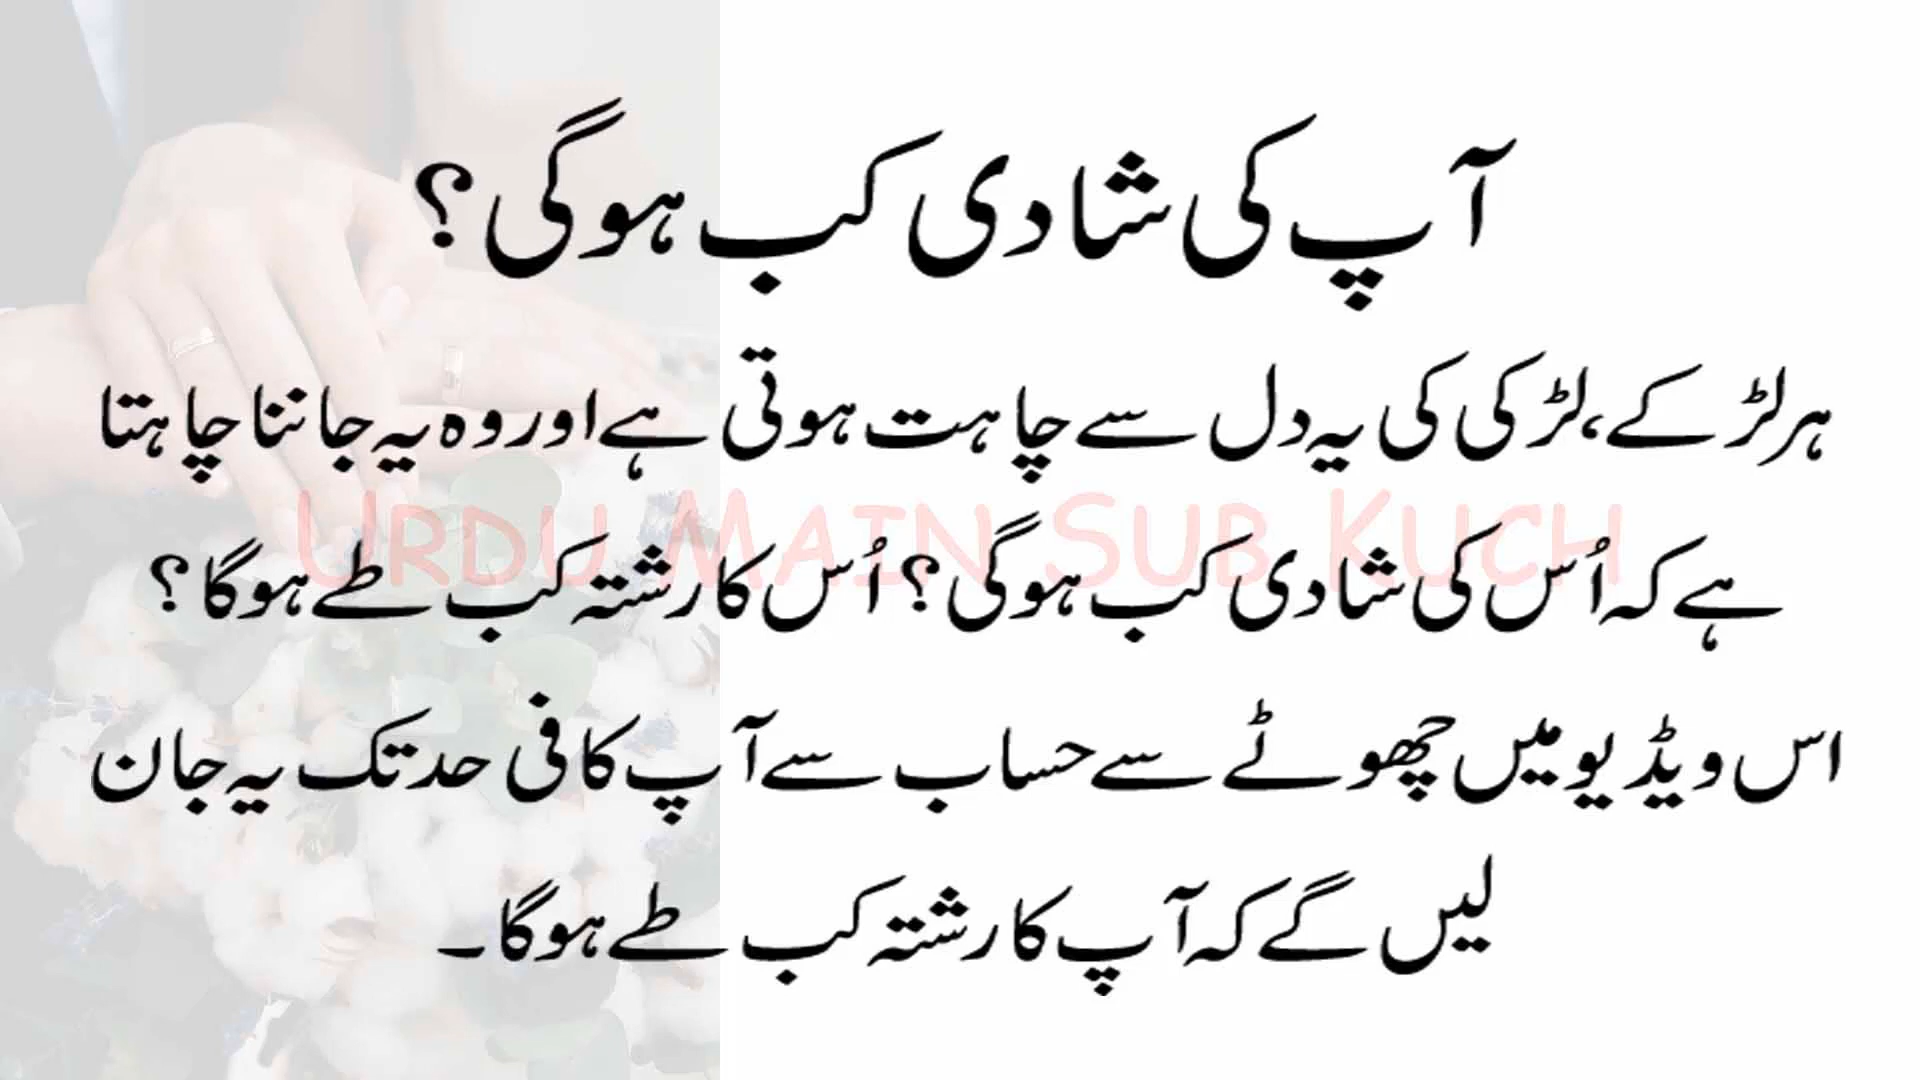 آپ کی شادی کب ہوگی؟
ہر لڑکے، لڑکی کی یہ دل سے چاہت ہوتی ہے اور وہ یہ جاننا چاہتا
ہے کہ اُس کی شادی کب ہوگی؟ اُس کا رشتہ کب طے ہوگا؟
URDU MAIN SUB KUCH
اس ویڈیو میں چھوٹے سے حساب سے آپ کافی حد تک یہ جان
لیں گے کہ آپ کا رشتہ کب طے ہوگا۔